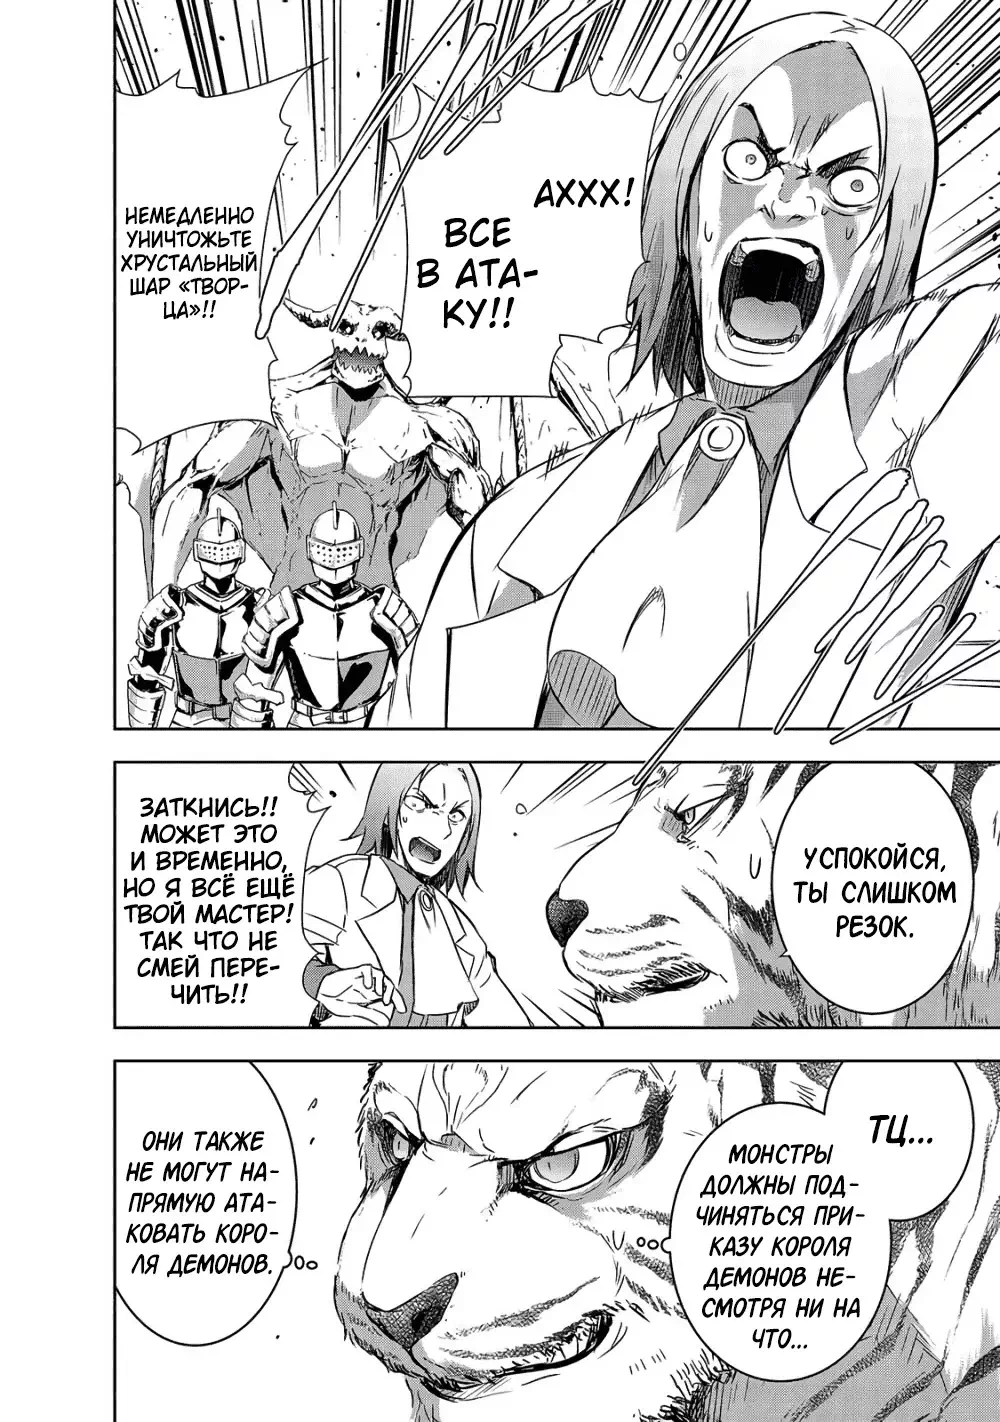 АХХХ!
ВСЕ
В АТА-
КУ!!
НЕМЕДЛЕННО
УНИЧТОЖЬТЕ
ХРУСТАЛЬНЫЙ
ШАР «ТВОР-
ЦА»!!
УСПОКОЙСЯ,
ТЫ СЛИШКОМ
РЕЗОК.
ЗАТКНИСЬ!!
МОЖЕТ ЭТО
И ВРЕМЕННО,
НО Я ВСЁ ЕЩЁ
ТВОЙ МАСТЕР!
ТАК ЧТО НЕ
СМЕЙ ПЕРЕ-
ЧИТЬ!!
ТЦ...
МОНСТРЫ
ДОЛЖНЫ ПОД-
ЧИНЯТЬСЯ ПРИ-
КАЗУ КОРОЛЯ
ДЕМОНОВ НЕ-
СМОТРЯ НИ НА
ЧТО...
ОНИ ТАКЖЕ
НЕ МОГУТ НА-
ПРЯМУЮ АТА-
КОВАТЬ КОРО-
ЛЯ ДЕМОНОВ.